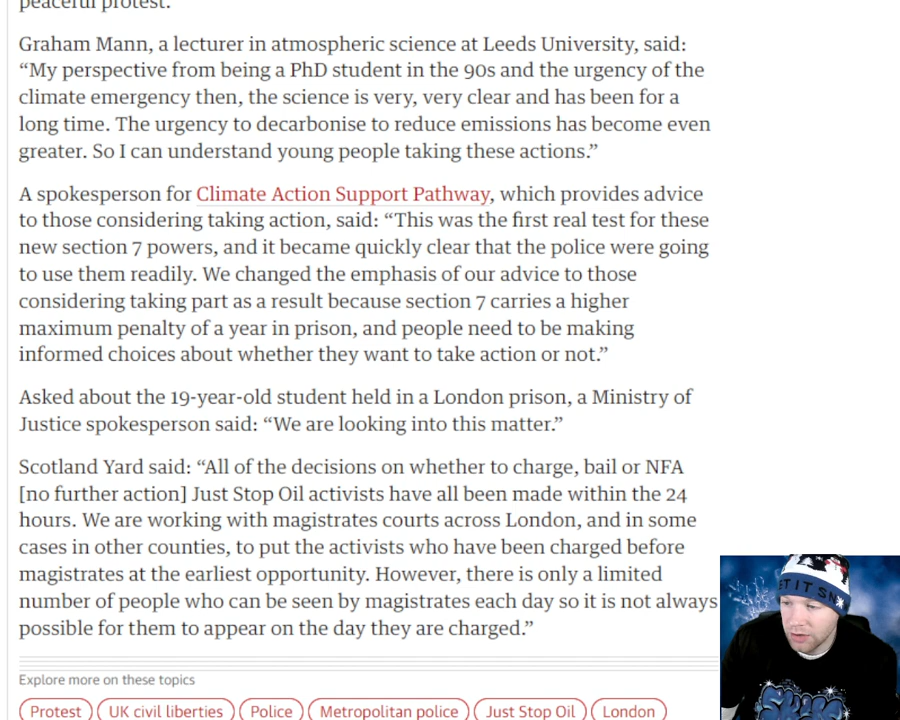 peaceful protest.
Graham Mann, a lecturer in atmospheric science at Leeds University, said:
“My perspective from being a PhD student in the 90s and the urgency of the
climate emergency then, the science is very, very clear and has been for a
long time. The urgency to decarbonise to reduce emissions has become even
greater. So I can understand young people taking these actions.”
A spokesperson for Climate Action Support Pathway, which provides advice
to those considering taking action, said: “This was the first real test for these
new section 7 powers, and it became quickly clear that the police were going
to use them readily. We changed the emphasis of our advice to those
considering taking part as a result because section 7 carries a higher
maximum penalty of a year in prison, and people need to be making
informed choices about whether they want to take action or not.”
Asked about the 19-year-old student held in a London prison, a Ministry of
Justice spokesperson said: “We are looking into this matter.”
Scotland Yard said: “All of the decisions on whether to charge, bail or NFA
[no further action] Just Stop Oil activists have all been made within the 24
hours. We are working with magistrates courts across London, and in some
cases in other counties, to put the activists who have been charged before
magistrates at the earliest opportunity. However, there is only a limited
number of people who can be seen by magistrates each day so it is not always
possible for them to appear on the day they are charged.”
Explore more on these topics
Protest UK civil liberties Police Metropolitan police Just Stop Oil London
IT SN